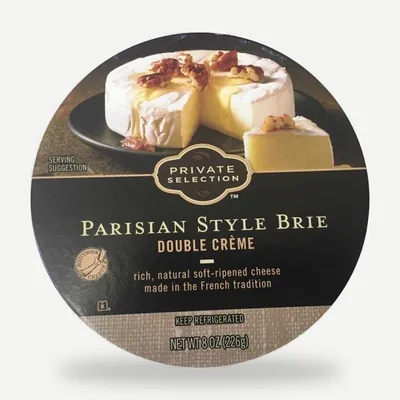 SERVING
SUGGESTION
PRIVATE
SELECTION
™
PARISIAN STYLE BRIE
DOUBLE CRÈME
rich, natural soft-ripened cheese
made in the French tradition
KEEP REFRIGERATED
NET WT 8 OZ (226g)